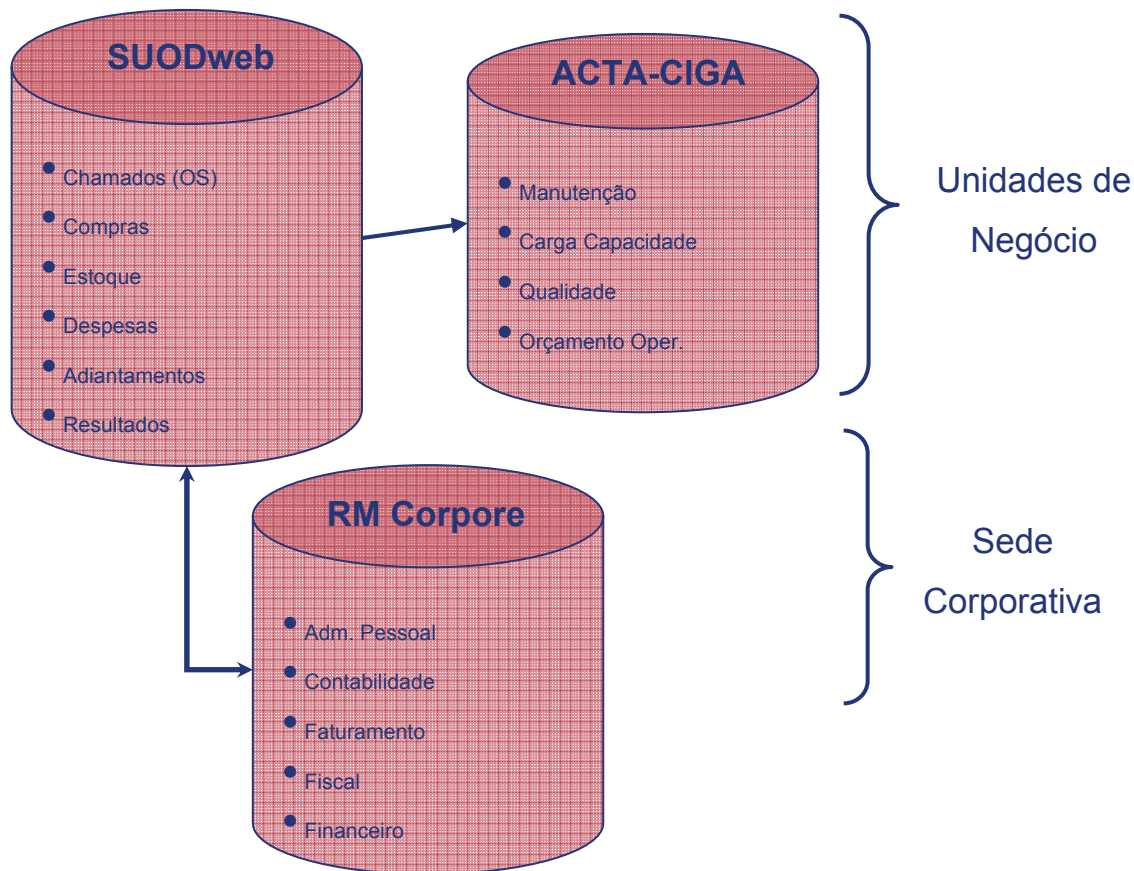 SUODweb
Chamados (OS)
Compras
Estoque
Despesas
Adiantamentos
Resultados
ACTA-CIGA
Manutenção
Carga Capacidade
Qualidade
Orçamento Oper.
Unidades de
Negócio
RM Corpore
Adm. Pessoal
Contabilidade
Faturamento
Fiscal
Financeiro
Sede
Corporativa